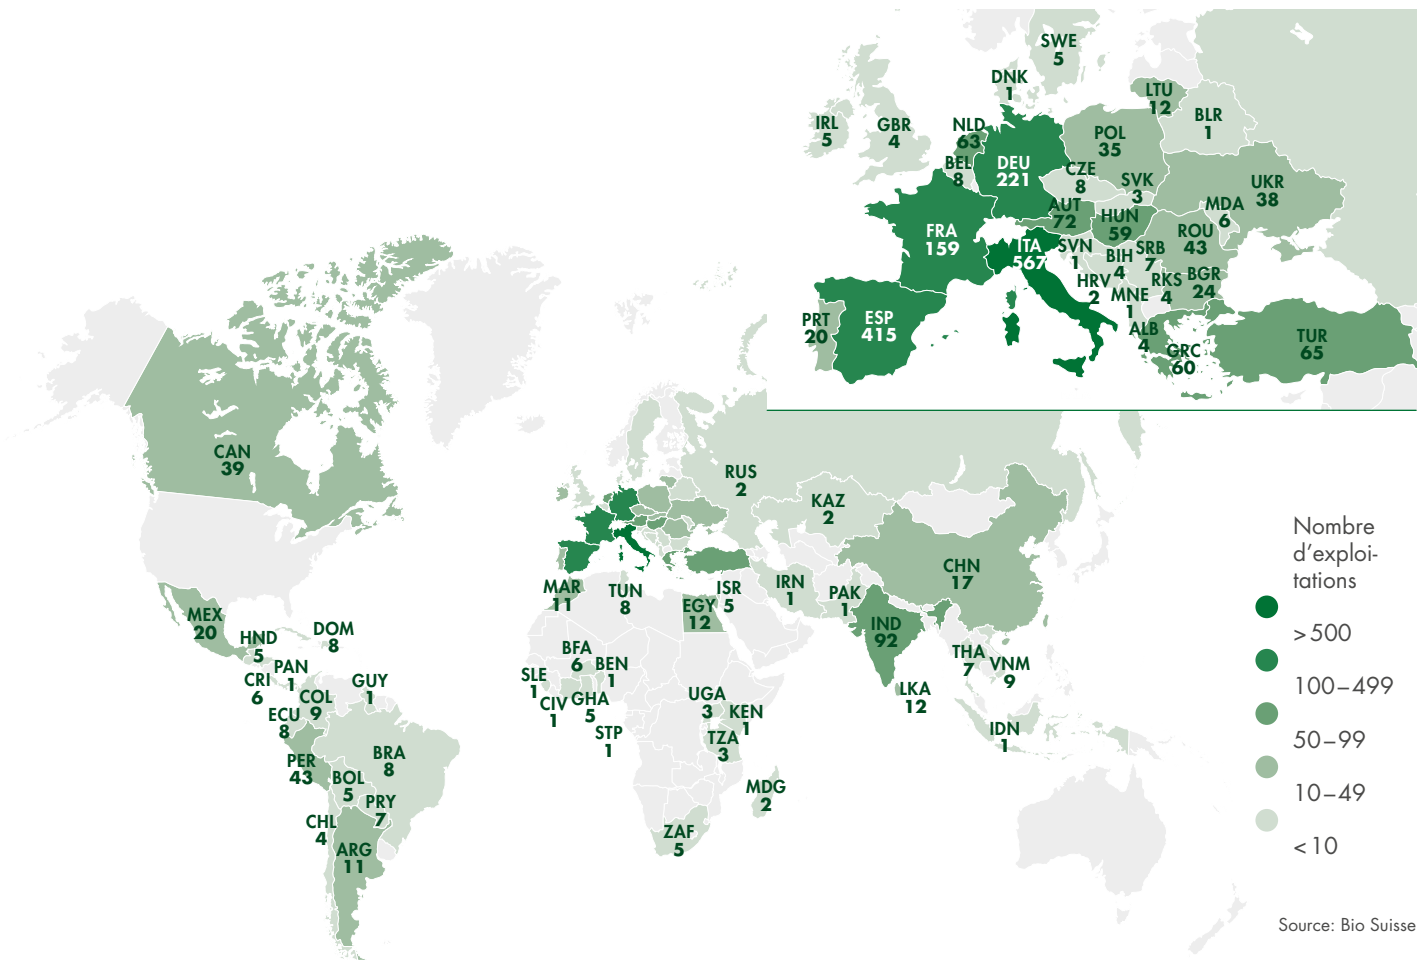 SWE
5
DNK
1
LTU
12
BLR
1
IRL
5
GBR
4
NLD
63
POL
35
BEL
8
DEU
221
CZE
8
SVK
3
UKR
38
AUT
72
HUN
59
MDA
6
FRA
159
ITA
567
SVN
1
ROU
43
BIH
4
SRB
7
HRV
2
RKS
4
BGR
24
MNE
1
PRT
20
ESP
415
ALB
4
GRC
60
TUR
65
CAN
39
RUS
2
KAZ
2
CHN
17
MAR
11
TUN
8
ISR
5
EGY
12
IRN
1
PAK
1
IND
92
MEX
20
HND
5
DOM
8
PAN
1
CRI
6
COL
9
GUY
1
ECU
8
BFA
6
BEN
1
SLE
1
CIV
1
GHA
5
STP
1
UGA
3
KEN
1
TZA
3
THA
7
VNM
9
LKA
12
IDN
1
PER
43
BRA
8
BOL
5
PRY
7
CHL
4
ARG
11
MDG
2
ZAF
5
Nombre
d’exploi-
tations
> 500
100–499
50–99
10–49
< 10
Source: Bio Suisse